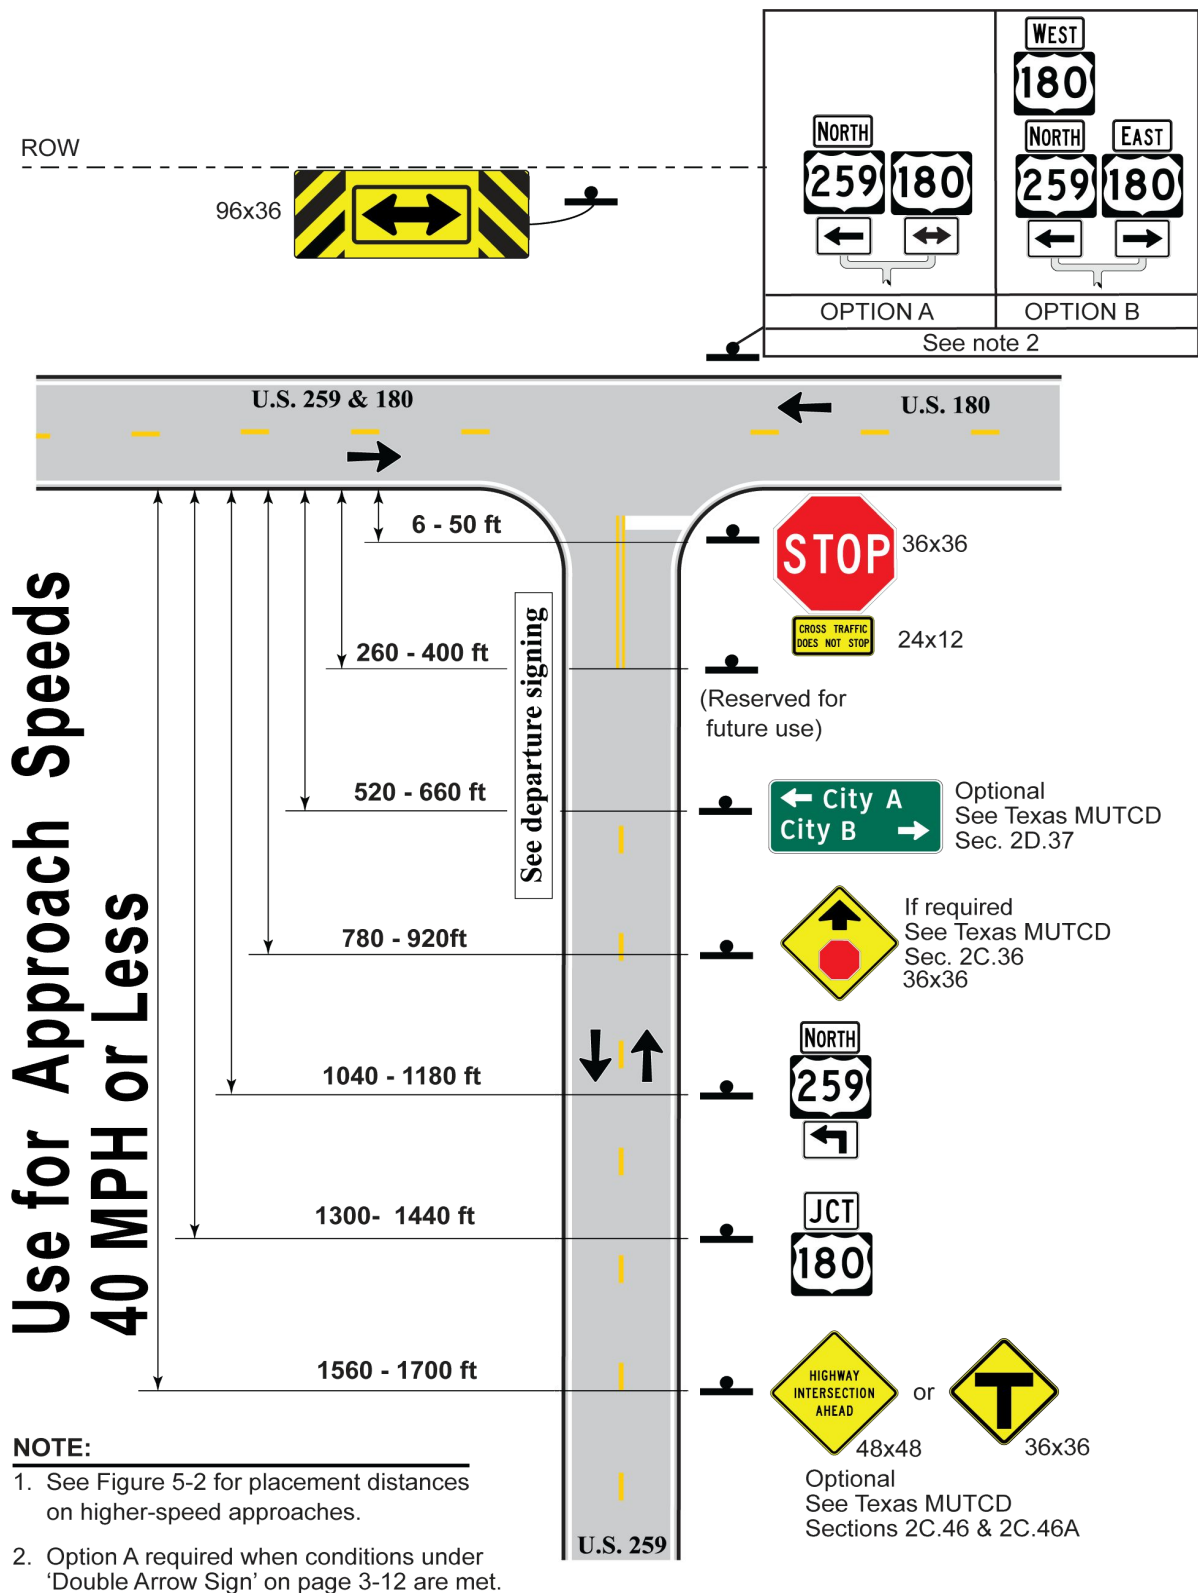 WEST
180
NORTH
259
180
NORTH
259
EAST
180
OPTION A
OPTION B
See note 2
ROW
96x36
U.S. 259 & 180
U.S. 180
6 - 50 ft
STOP
36x36
CROSS TRAFFIC
DOES NOT STOP
24x12
260 - 400 ft
(Reserved for
future use)
See departure signing
520 - 660 ft
City A
City B
Optional
See Texas MUTCD
Sec. 2D.37
780 - 920ft
If required
See Texas MUTCD
Sec. 2C.36
36x36
1040 - 1180 ft
NORTH
259
1300- 1440 ft
JCT
180
1560 - 1700 ft
HIGHWAY
INTERSECTION
AHEAD
or
48x48
36x36
Optional
See Texas MUTCD
Sections 2C.46 & 2C.46A
U.S. 259
Use for Approach Speeds
40 MPH or Less
NOTE:
1. See Figure 5-2 for placement distances
on higher-speed approaches.
2. Option A required when conditions under
‘Double Arrow Sign’ on page 3-12 are met.